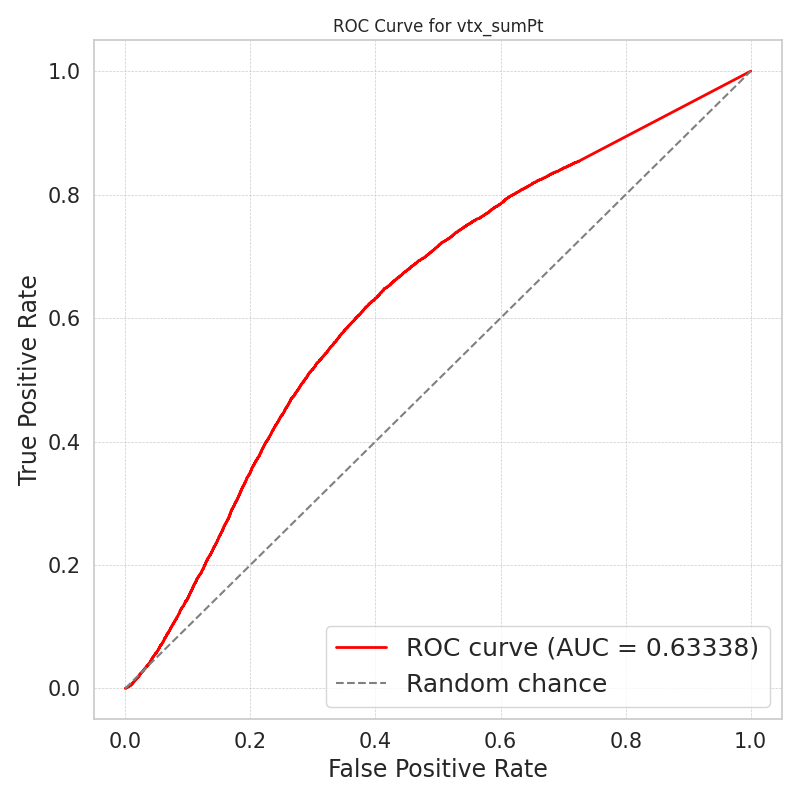 ROC Curve for vtx_sumPt
True Positive Rate
1.0
0.8
0.6
0.4
0.2
0.0
ROC curve (AUC = 0.63338)
Random chance
0.0 0.2 0.4 0.6 0.8 1.0
False Positive Rate